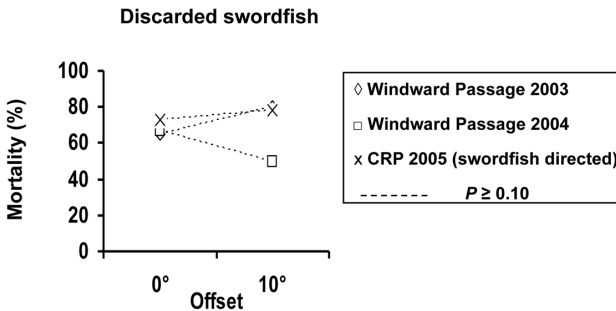 Discarded swordfish
Mortality (%)
100
80
60
40
20
0
0° 10°
Offset
Windward Passage 2003
Windward Passage 2004
CRP 2005 (swordfish directed)
P ≥ 0.10